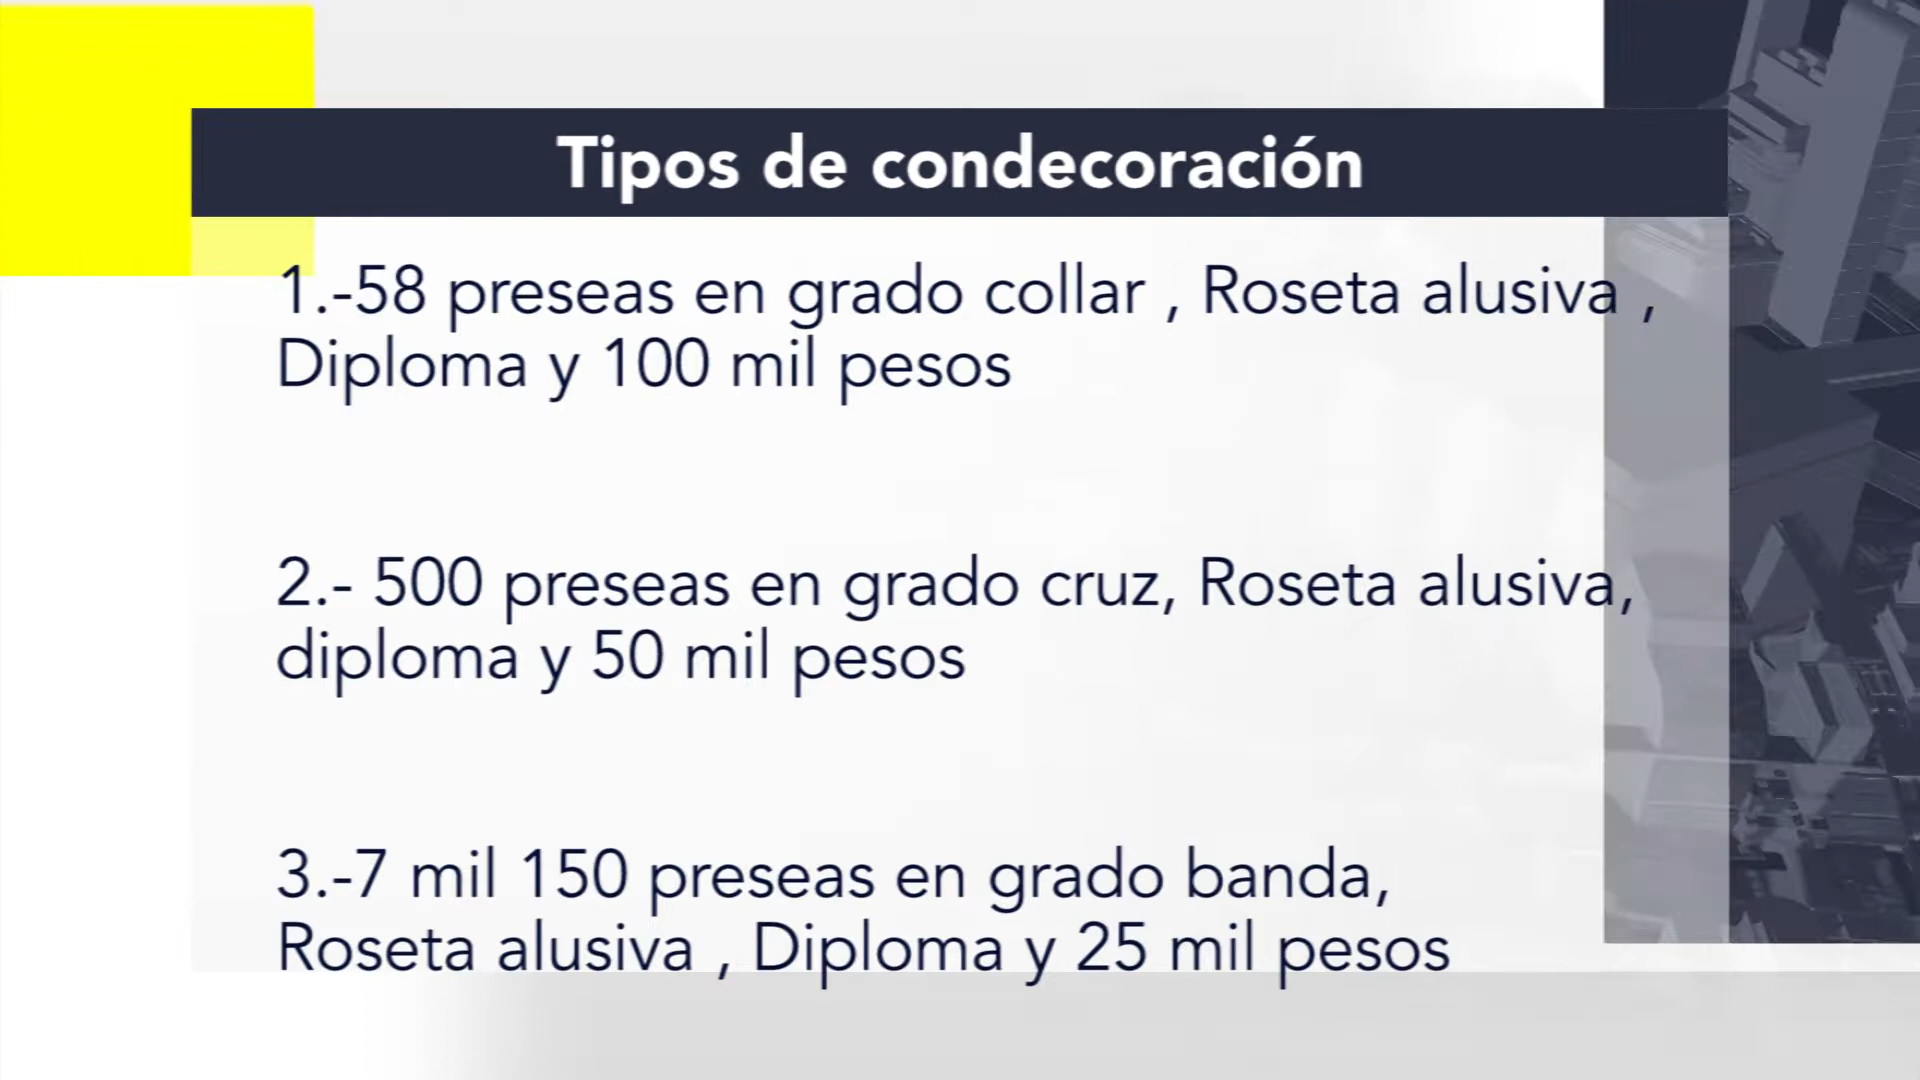 Tipos de condecoración
1.-58 preseas en grado collar , Roseta alusiva ,
Diploma y 100 mil pesos
2.- 500 preseas en grado cruz, Roseta alusiva,
diploma y 50 mil pesos
3.-7 mil 150 preseas en grado banda,
Roseta alusiva , Diploma y 25 mil pesos